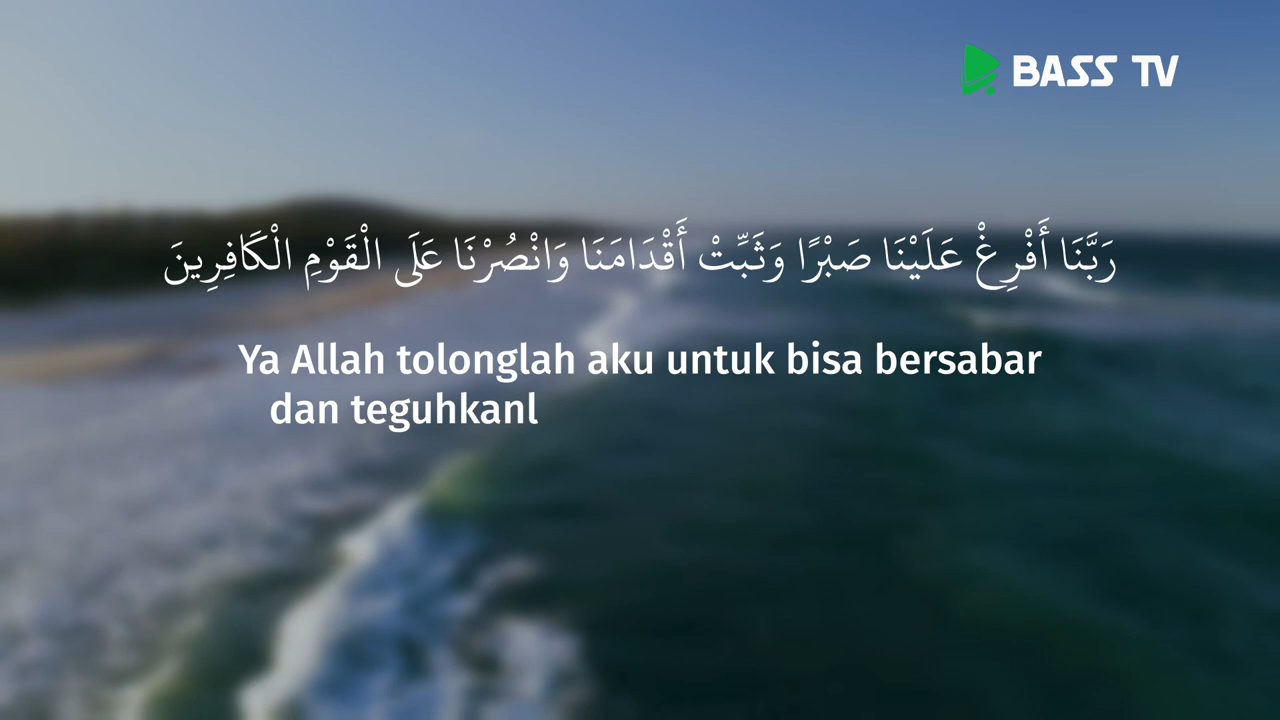 BASS TV
رَبَّنَا أَفْرِغْ عَلَيْنَا صَبْرًا وَثَبِّتْ أَقْدَامَنَا وَانْصُرْنَا عَلَى الْقَوْمِ الْكَافِرِينَ
Ya Allah tolonglah aku untuk bisa bersabar
dan teguhkanl